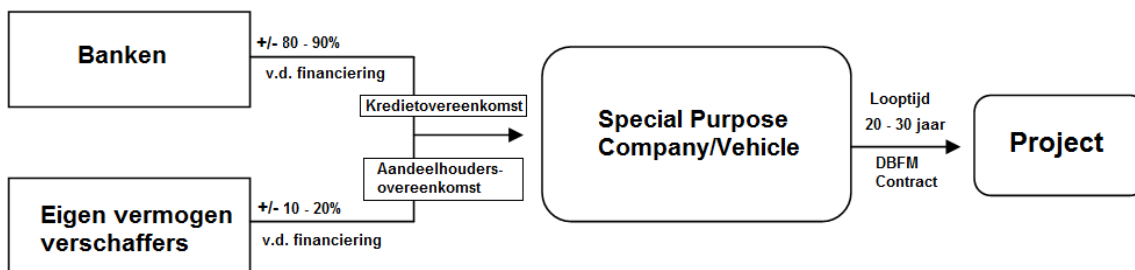 Banken
+/- 80 - 90%
v.d. financiering
Kredietovereenkomst
Aandeelhouders-
overeenkomst
Eigen vermogen
verschaffers
+/- 10 - 20%
v.d. financiering
Special Purpose
Company/Vehicle
Looptijd
20 - 30 jaar
DBFM
Contract
Project